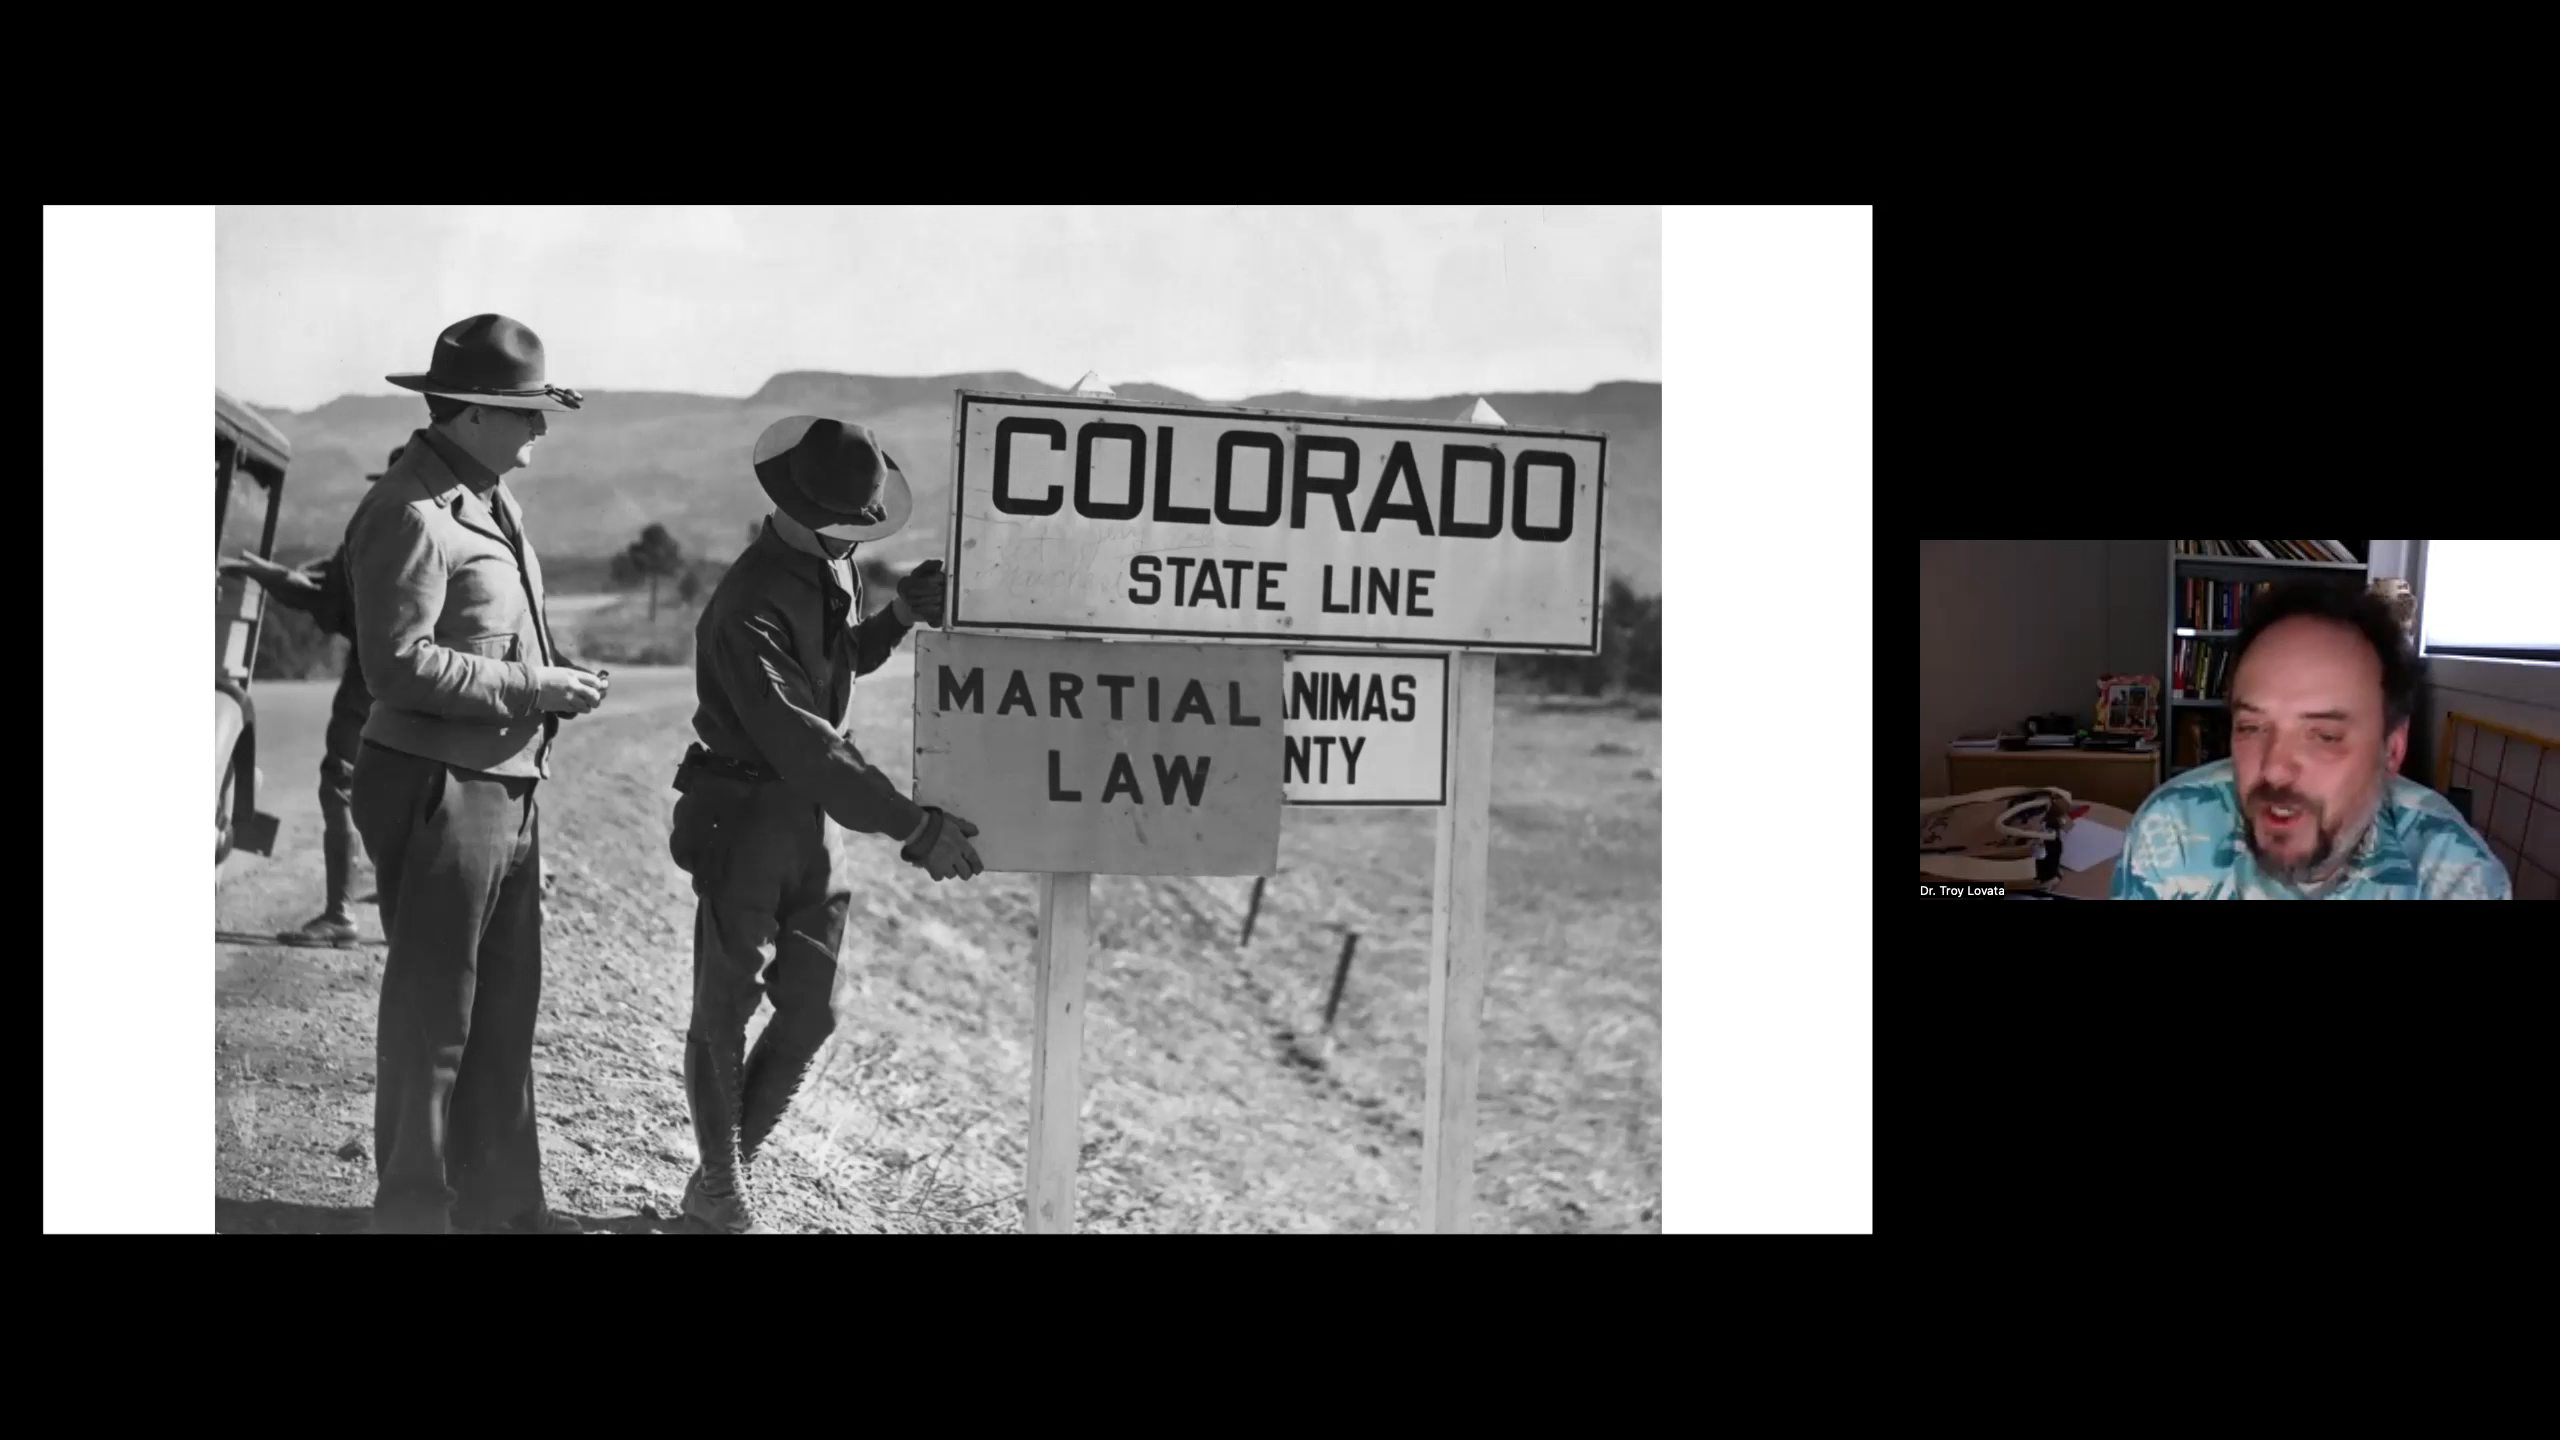 COLORADO
STATE LINE
MARTIAL
LAW
ANIMAS
NTY
Dr. Troy Lovata